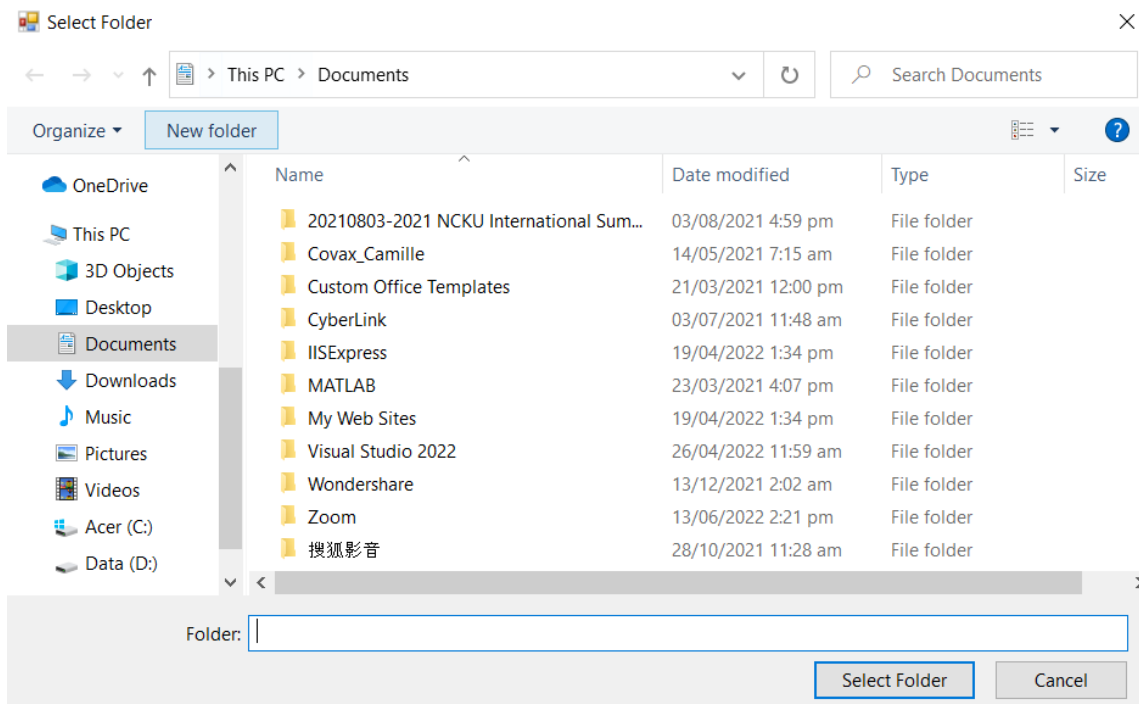 Select Folder
This PC > Documents
Search Documents
Organize
New folder
?
Name Date modified Type Size
OneDrive
This PC
3D Objects
Desktop
Documents
Downloads
Music
Pictures
Videos
Acer (C:)
Data (D:)
20210803-2021 NCKU International Sum... 03/08/2021 4:59 pm File folder
Covax_Camille 14/05/2021 7:15 am File folder
Custom Office Templates 21/03/2021 12:00 pm File folder
CyberLink 03/07/2021 11:48 am File folder
IISExpress 19/04/2022 1:34 pm File folder
MATLAB 23/03/2021 4:07 pm File folder
My Web Sites 19/04/2022 1:34 pm File folder
Visual Studio 2022 26/04/2022 11:59 am File folder
Wondershare 13/12/2021 2:02 am File folder
Zoom 13/06/2022 2:21 pm File folder
搜狐影音 28/10/2021 11:28 am File folder
Folder:
Select Folder
Cancel